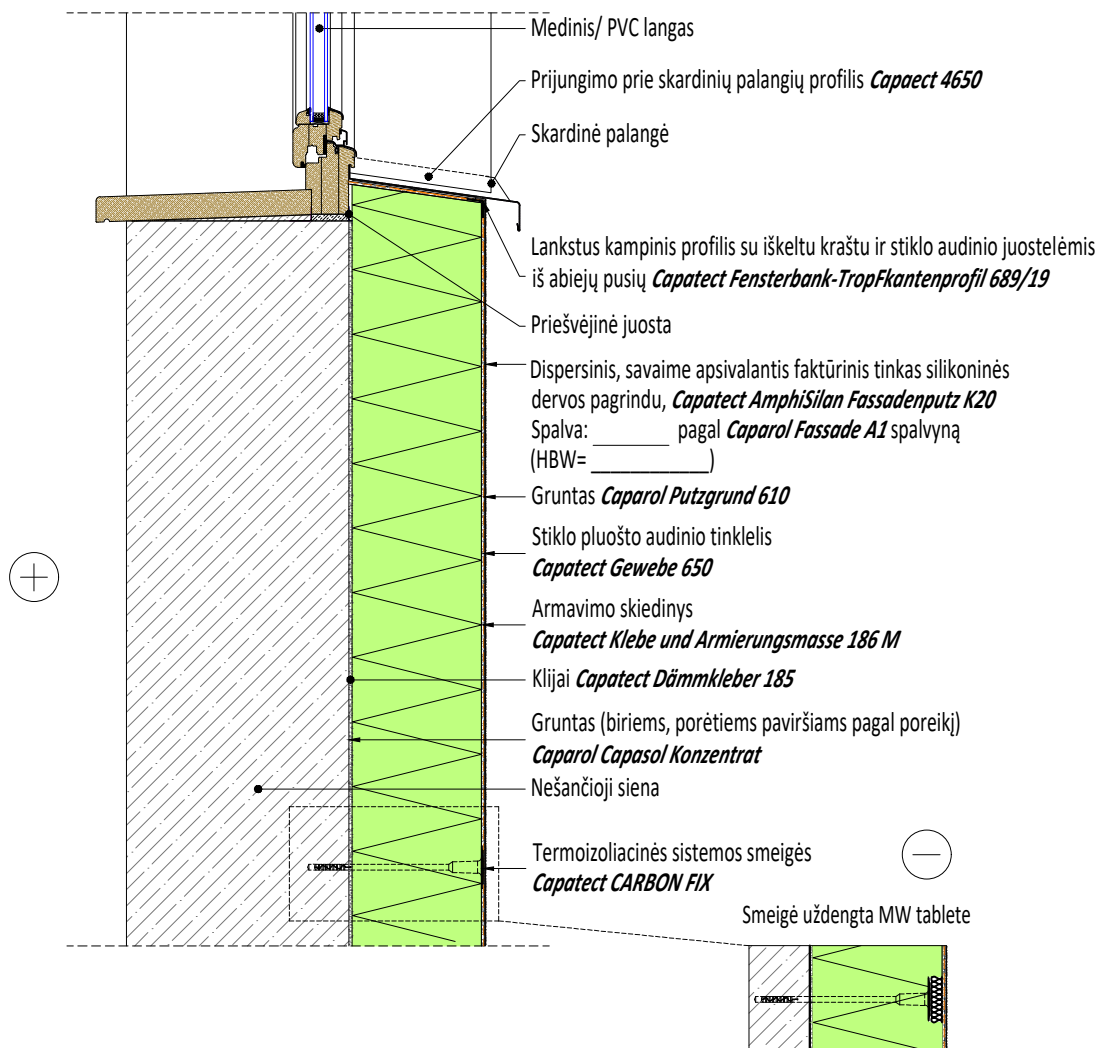 Medinis/ PVC langas
Prijungimo prie skardinių palangių profilis Capaect 4650
Skardinė palangė
Lankstus kampinis profilis su iškeltu kraštu ir stiklo audinio juostelėmis
iš abiejų pusių Capatect Fensterbank-TropFkantenprofil 689/19
Priešvėjinė juosta
Dispersinis, savaime apsivalantis faktūrinis tinkas silikoninės
dervos pagrindu, Capatect AmphiSilan Fassadenputz K20
Spalva: ________ pagal Caparol Fassade A1 spalvyną
(HBW= ____________)
Gruntas Caparol Putzgrund 610
Stiklo pluošto audinio tinklelis
Capatect Gewebe 650
Armavimo skiedinys
Capatect Klebe und Armierungsmasse 186 M
Klijai Capatect Dämmkleber 185
Gruntas (biriems, porėtiems paviršiams pagal poreikį)
Caparol Capasol Konzentrat
Nešančioji siena
Termoizoliacinės sistemos smeigės
Capatect CARBON FIX
Smeigė uždengta MW tablete